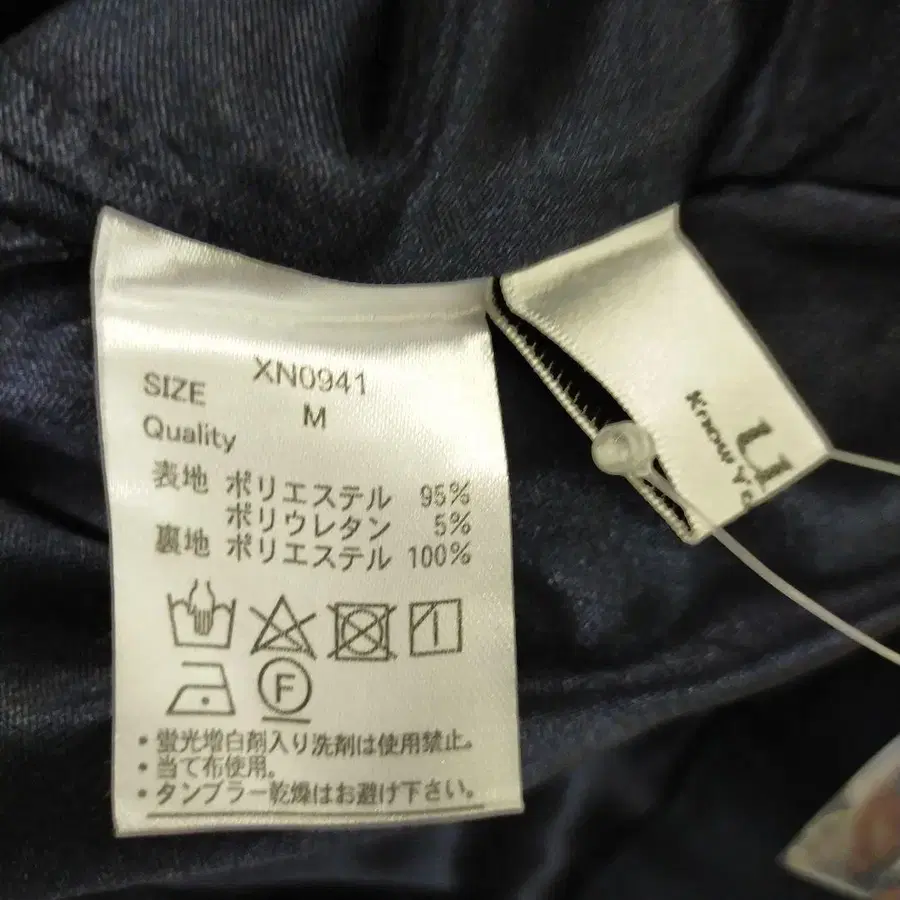 XN0941
SIZE M
Quality
表地 ポリエステル 95%
ポリウレタン 5%
裏地 ポリエステル 100%
F
・蛍光増白剤入り洗剤は使用禁止。
・当て布使用。
・タンブラー乾燥はお避け下さい。
Know